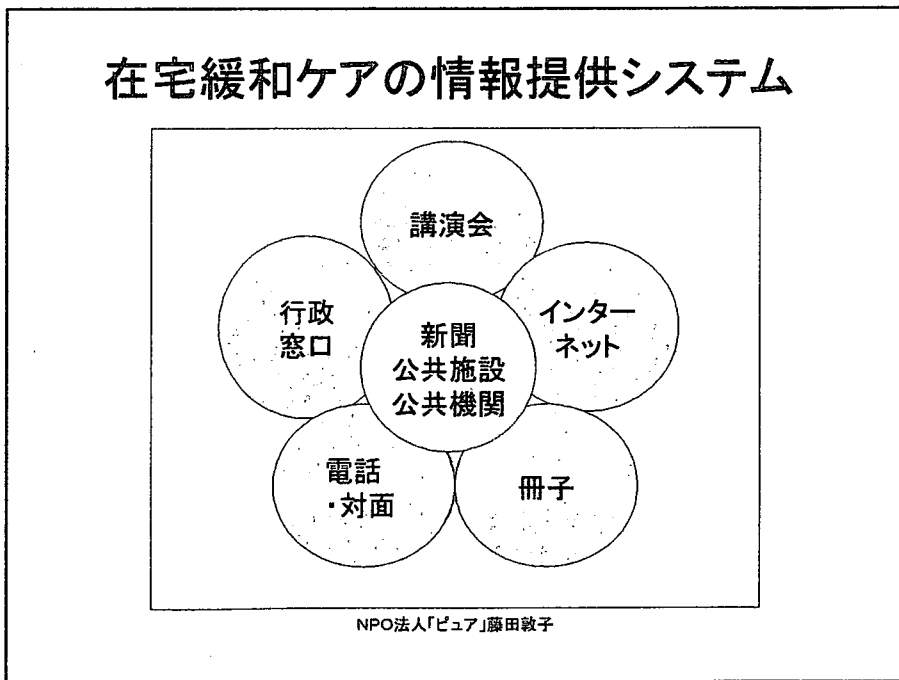 在宅緩和ケアの情報提供システム
講演会
行政
窓口
新聞
公共施設
公共機関
インター
ネット
電話
・対面
冊子
NPO法人「ピュア」藤田敦子